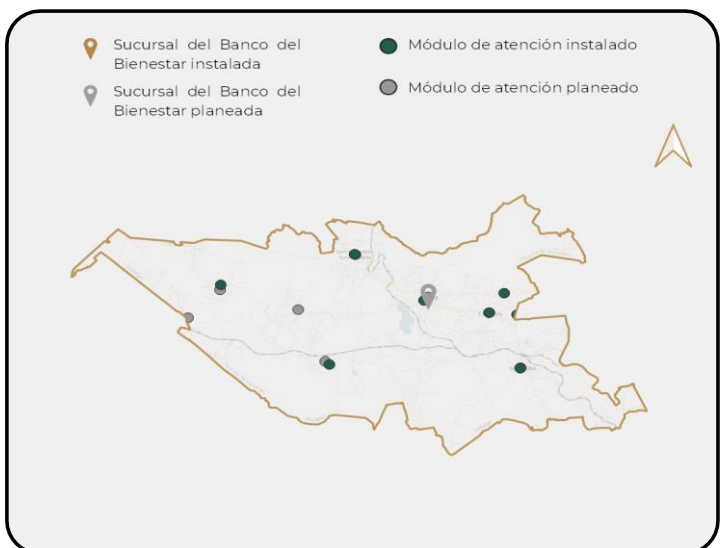 Sucursal del Banco del
Bienestar instalada
Sucursal del Banco del
Bienestar planeada
Módulo de atención instalado
Módulo de atención planeado